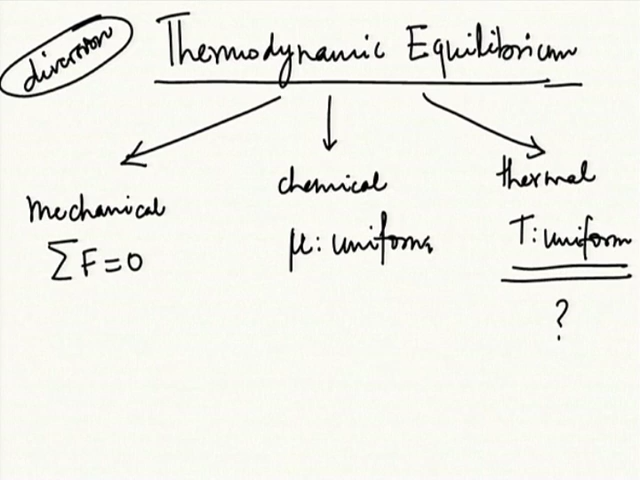 diversion
Thermodynamic Equilibrium
mechanical
ΣF=0
chemical
μ: uniform
thermal
T: uniform
?